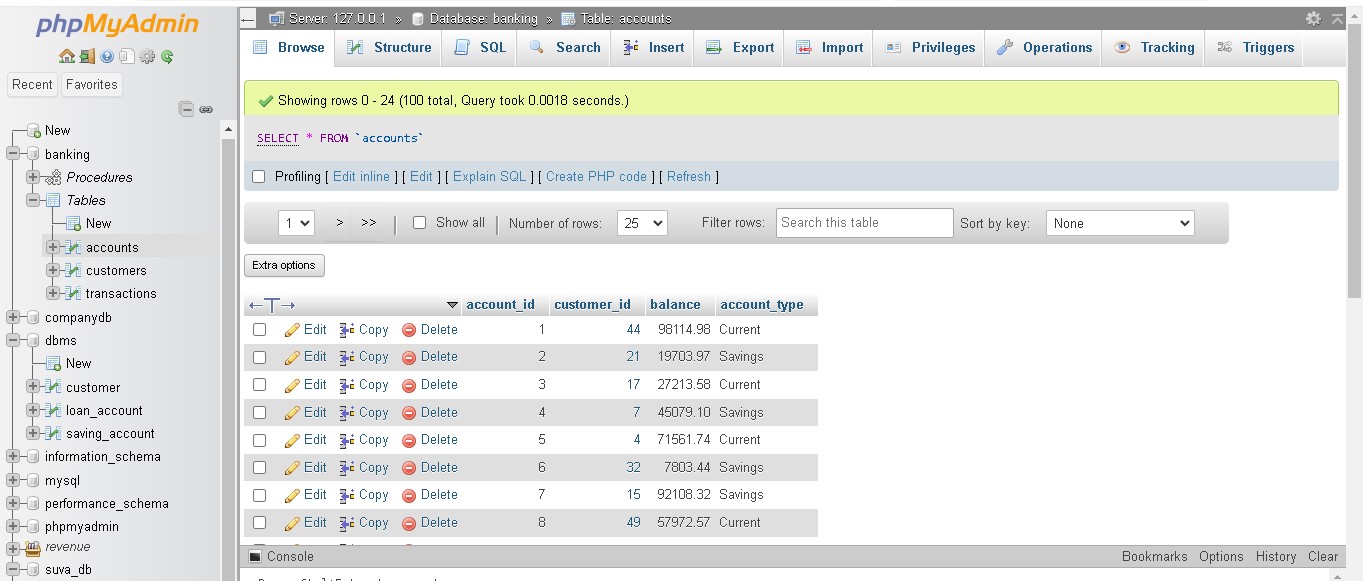 phpMyAdmin
Recent Favorites
New
banking
Procedures
Tables
New
accounts
customers
transactions
companydb
dbms
New
customer
loan_account
saving_account
information_schema
mysql
performance_schema
phpmyadmin
revenue
suva_db
Server: 127.0.0.1 » Database: banking » Table: accounts
Browse Structure SQL Search Insert Export Import Privileges Operations Tracking Triggers
Showing rows 0 - 24 (100 total, Query took 0.0018 seconds.)
SELECT * FROM `accounts`
Profiling [ Edit inline ] [ Edit ] [ Explain SQL ] [ Create PHP code ] [ Refresh ]
1 > >> | Show all | Number of rows: 25 Filter rows: Search this table Sort by key: None
Extra options
←T→ account_id customer_id balance account_type
Edit Copy Delete 1 44 98114.98 Current
Edit Copy Delete 2 21 19703.97 Savings
Edit Copy Delete 3 17 27213.58 Current
Edit Copy Delete 4 7 45079.10 Savings
Edit Copy Delete 5 4 71561.74 Current
Edit Copy Delete 6 32 7803.44 Savings
Edit Copy Delete 7 15 92108.32 Savings
Edit Copy Delete 8 49 57972.57 Current
Console Bookmarks Options History Clear